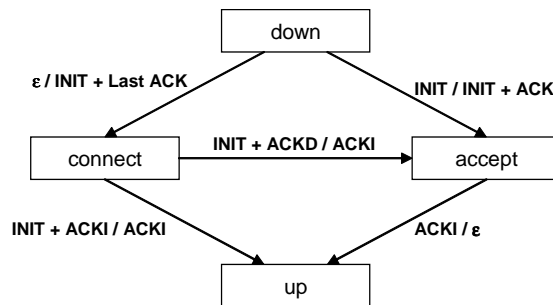 down
ε / INIT + Last ACK
INIT / INIT + ACK
connect
INIT + ACKD / ACKI
accept
INIT + ACKI / ACKI
ACKI / ε
up